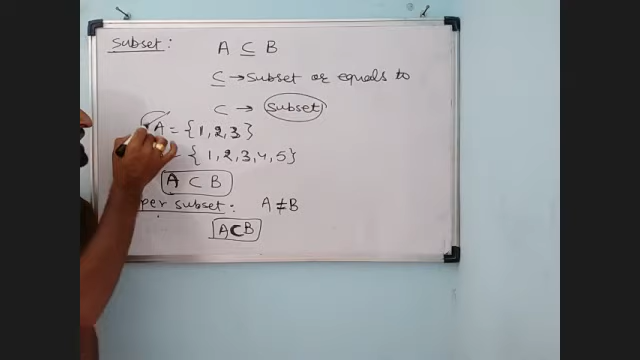 Subset:
A ⊆ B
⊆ → Subset or equals to
⊂ → Subset
A = {1,2,3}
= { 1, 2, 3, 4, 5}
A ⊂ B
per subset : A ≠ B
A⊂B